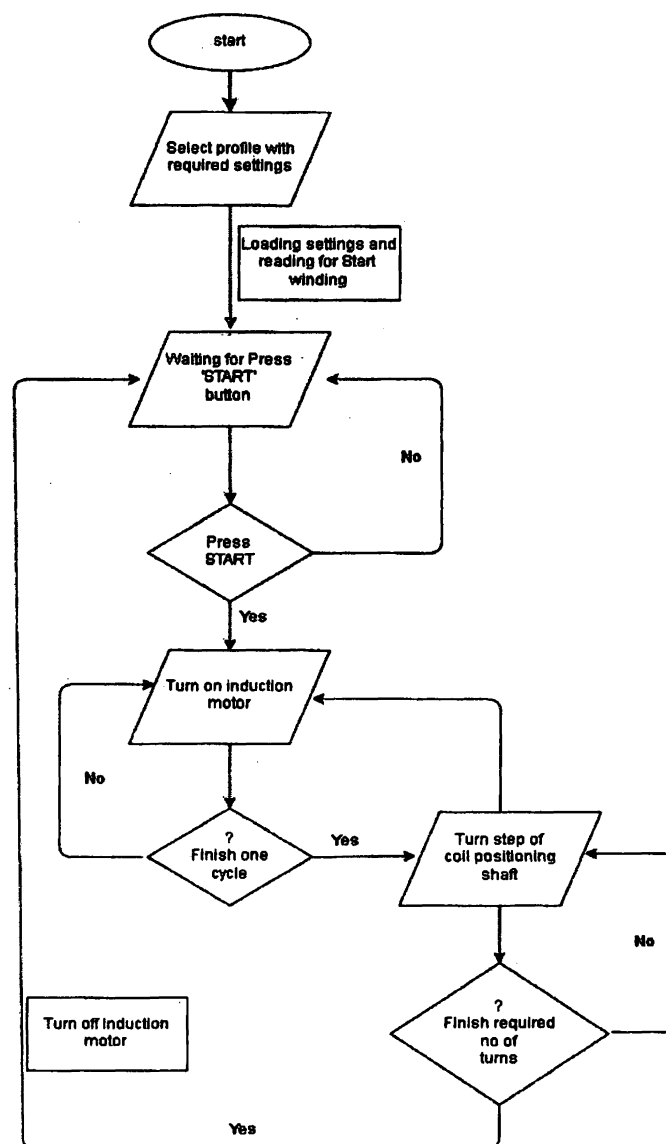 start
Select profile with
required settings
Loading settings and
reading for Start
winding
Waiting for Press
'START'
button
No
Press
START
Yes
Turn on induction
motor
No
?
Finish one
cycle
Yes
Turn step of
coil positioning
shaft
No
?
Finish required
no of
turns
Turn off induction
motor
Yes